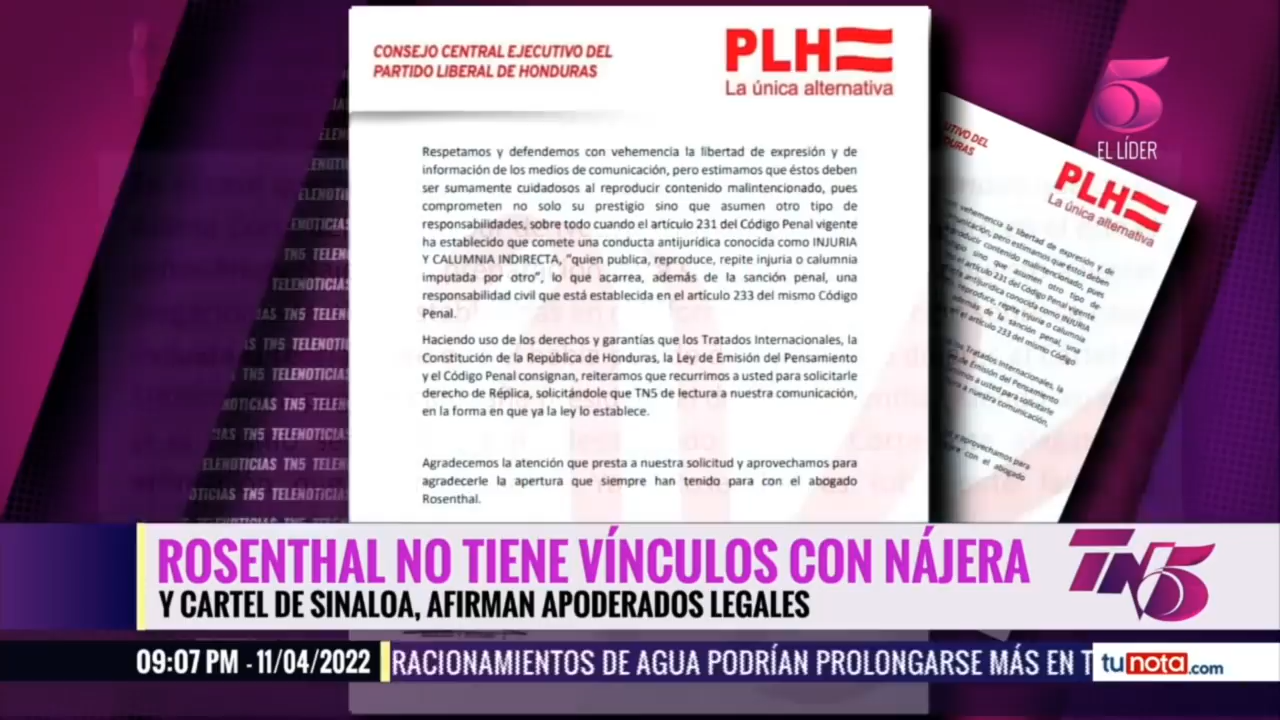 CONSEJO CENTRAL EJECUTIVO DEL
PARTIDO LIBERAL DE HONDURAS
PLH
La única alternativa
5
EL LÍDER
Respetamos y defendemos con vehemencia la libertad de expresión y de
información de los medios de comunicación, pero estimamos que éstos deben
ser sumamente cuidadosos al reproducir contenido malintencionado, pues
comprometen no solo su prestigio sino que asumen otro tipo de
responsabilidades, sobre todo cuando el artículo 231 del Código Penal vigente
ha establecido que comete una conducta antijurídica conocida como INJURIA
Y CALUMNIA INDIRECTA, "quien publica, reproduce, repite injuria o calumnia
imputada por otro", lo que acarrea, además de la sanción penal, una
responsabilidad civil que está establecida en el artículo 233 del mismo Código
Penal.
Haciendo uso de los derechos y garantías que los Tratados Internacionales, la
Constitución de la República de Honduras, la Ley de Emisión del Pensamiento
y el Código Penal consignan, reiteramos que recurrimos a usted para solicitarle
derecho de Réplica, solicitándole que TN5 de lectura a nuestra comunicación,
en la forma en que ya la ley lo establece.
Agradecemos la atención que presta a nuestra solicitud y aprovechamos para
agradecerle la apertura que siempre han tenido para con el abogado
Rosenthal.
PLH
La única alternativa
TN5 TELENOTICIAS
ROSENTHAL NO TIENE VÍNCULOS CON NÁJERA
Y CARTEL DE SINALOA, AFIRMAN APODERADOS LEGALES
TN5
09:07 PM - 11/04/2022
RACIONAMIENTOS DE AGUA PODRÍAN PROLONGARSE MÁS EN T
tunota.com